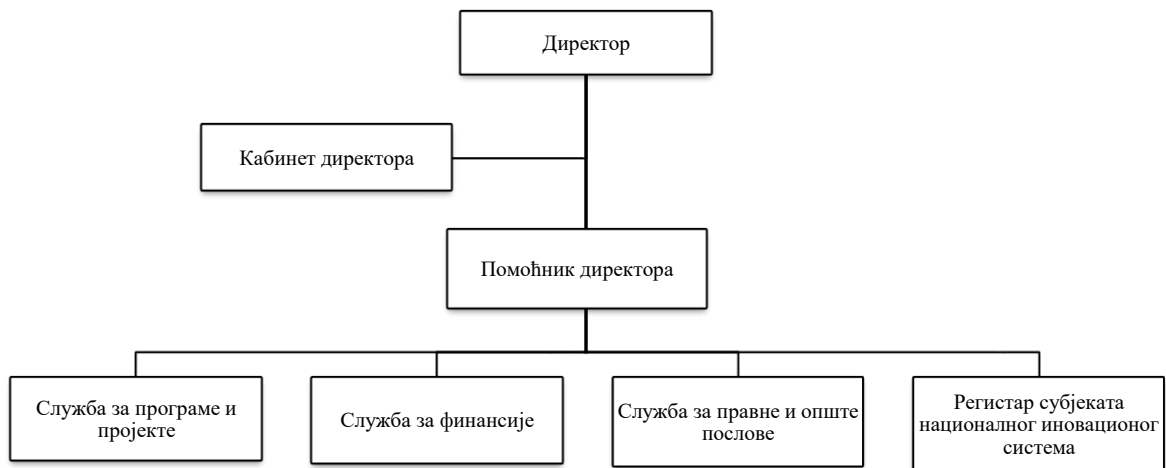 Директор
Кабинет директора
Помоћник директора
Служба за програме и
пројекте
Служба за финансије
Служба за правне и опште
послове
Регистар субјеката
националног иновационог
система